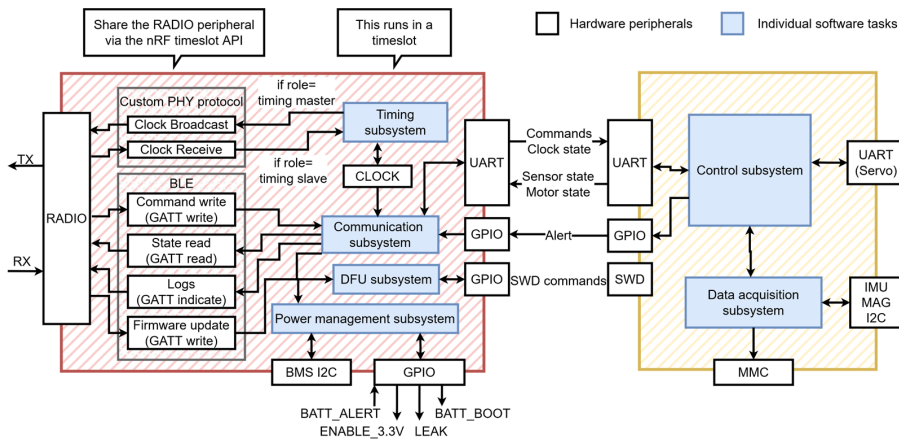 Share the RADIO peripheral
via the nRF timeslot API
This runs in a
timeslot
Hardware peripherals
Individual software tasks
Custom PHY protocol
Clock Broadcast
Clock Receive
if role=
timing master
Timing
subsystem
if role=
timing slave
CLOCK
TX
RX
RADIO
BLE
Command write
(GATT write)
State read
(GATT read)
Logs
(GATT indicate)
Firmware update
(GATT write)
Communication
subsystem
DFU subsystem
Power management subsystem
UART
GPIO
GPIO
Commands
Clock state
Sensor state
Motor state
Alert
SWD commands
UART
GPIO
SWD
Control subsystem
UART
(Servo)
Data acquisition
subsystem
IMU
MAG
I2C
MMC
BMS I2C
GPIO
BATT_ALERT
ENABLE_3.3V
LEAK
BATT_BOOT